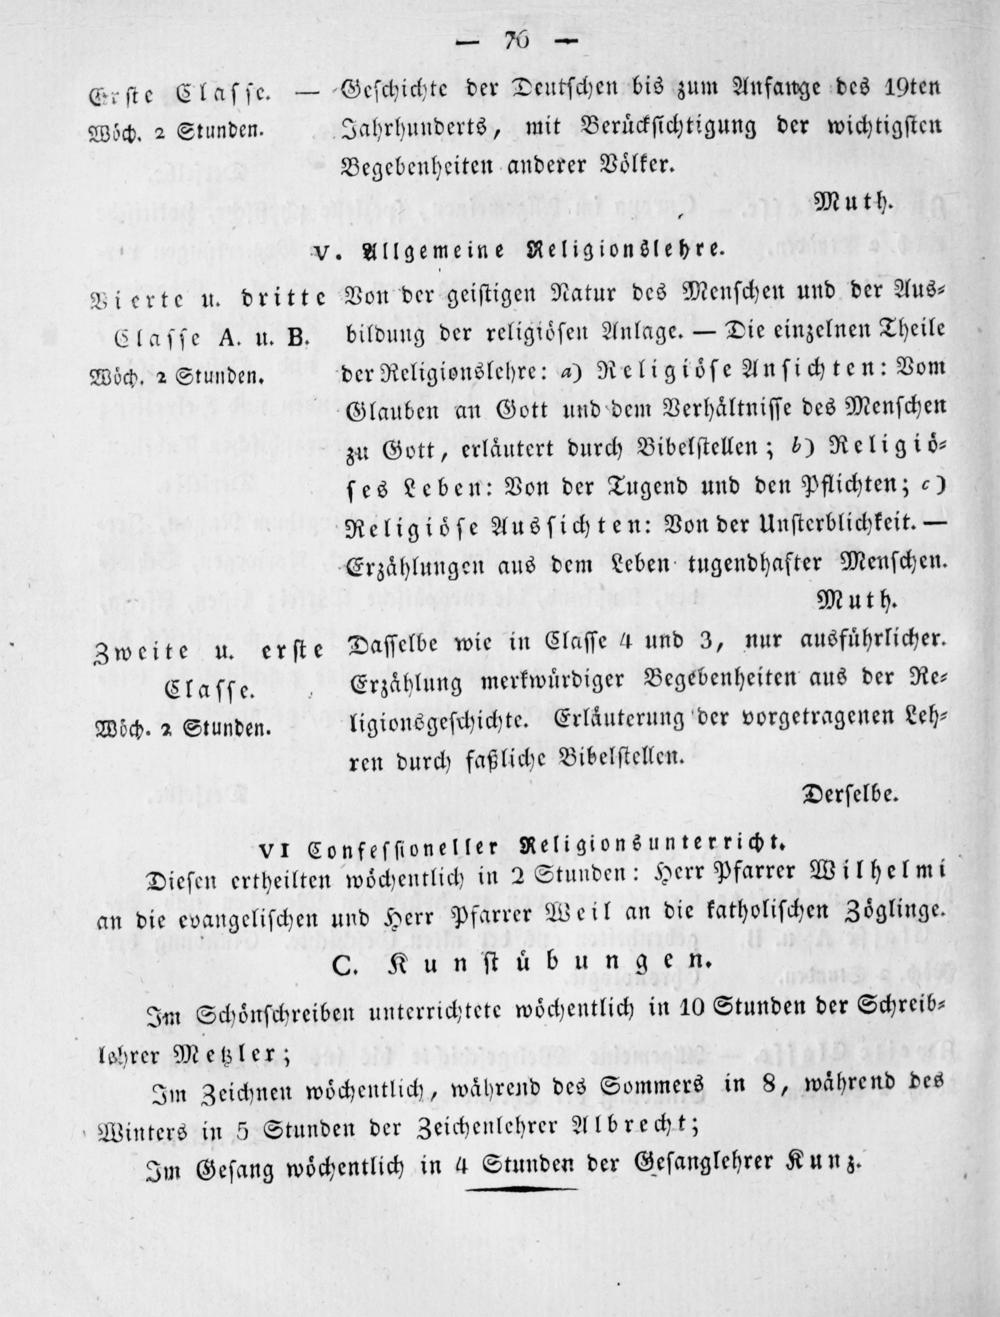 — 76 —
Erste Classe. — Geschichte der Deutschen bis zum Anfange des 19ten
Wöch. 2 Stunden. Jahrhunderts, mit Berücksichtigung der wichtigsten
Begebenheiten anderer Völker.
Muth.
V. Allgemeine Religionslehre.
Vierte u. dritte Von der geistigen Natur des Menschen und der Aus-
Classe A. u. B. bildung der religiösen Anlage. — Die einzelnen Theile
Wöch. 2 Stunden. der Religionslehre: a) Religiöse Ansichten: Vom
Glauben an Gott und dem Verhältnisse des Menschen
zu Gott, erläutert durch Bibelstellen; b) Religiö-
ses Leben: Von der Tugend und den Pflichten; c)
Religiöse Aussichten: Von der Unsterblichkeit. —
Erzählungen aus dem Leben tugendhafter Menschen.
Muth.
Zweite u. erste Dasselbe wie in Classe 4 und 3, nur ausführlicher.
Classe. Erzählung merkwürdiger Begebenheiten aus der Re-
Wöch. 2 Stunden. ligionsgeschichte. Erläuterung der vorgetragenen Leh-
ren durch faßliche Bibelstellen.
Derselbe.
VI Confessioneller Religionsunterricht.
Diesen ertheilten wöchentlich in 2 Stunden: Herr Pfarrer Wilhelmi
an die evangelischen und Herr Pfarrer Weil an die katholischen Zöglinge.
C. Kunstübungen.
Im Schönschreiben unterrichtete wöchentlich in 10 Stunden der Schreib-
lehrer Metzler;
Im Zeichnen wöchentlich, während des Sommers in 8, während des
Winters in 5 Stunden der Zeichenlehrer Albrecht;
Im Gesang wöchentlich in 4 Stunden der Gesanglehrer Kunz.